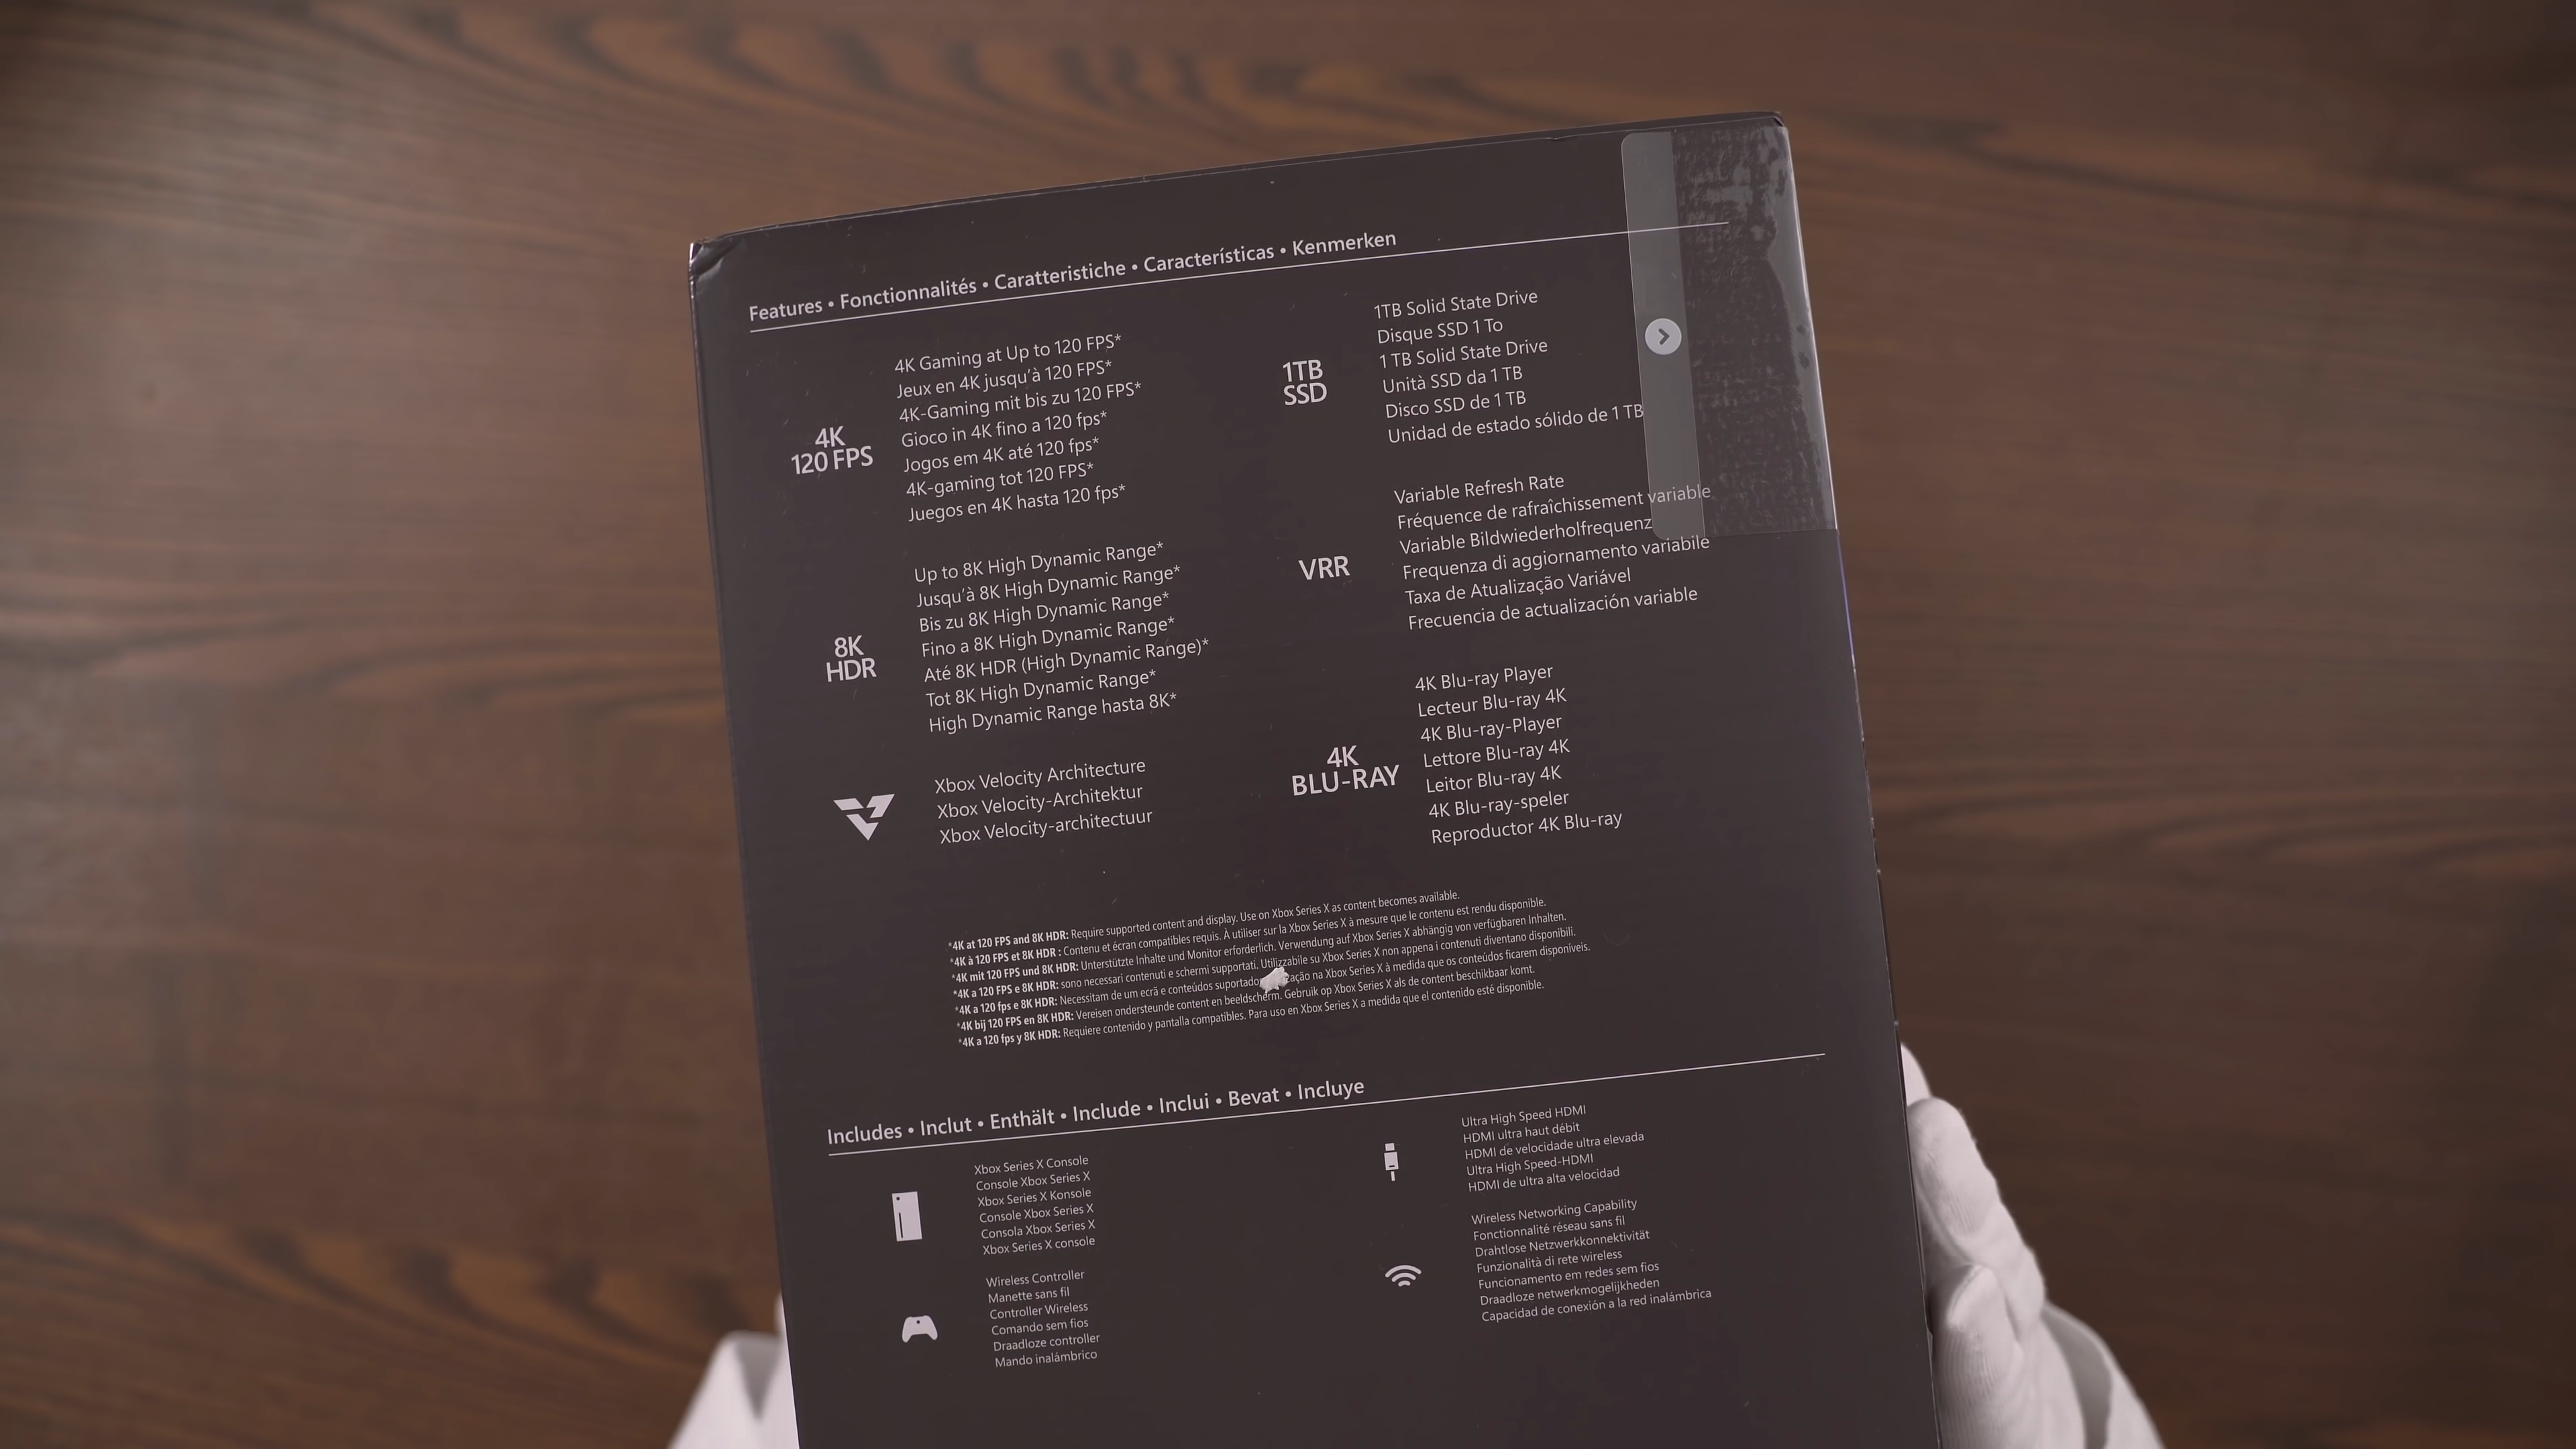 Features • Fonctionnalités • Caratteristiche • Características • Kenmerken
4K
120 FPS
4K Gaming at Up to 120 FPS*
Jeux en 4K jusqu'à 120 FPS*
4K-Gaming mit bis zu 120 FPS*
Gioco in 4K fino a 120 fps*
Jogos em 4K até 120 fps*
4K-gaming tot 120 FPS*
Juegos en 4K hasta 120 fps*
8K
HDR
Up to 8K High Dynamic Range*
Jusqu'à 8K High Dynamic Range*
Bis zu 8K High Dynamic Range*
Fino a 8K High Dynamic Range*
Até 8K HDR (High Dynamic Range)*
Tot 8K High Dynamic Range*
High Dynamic Range hasta 8K*
Xbox Velocity Architecture
Xbox Velocity-Architektur
Xbox Velocity-architectuur
1TB
SSD
1TB Solid State Drive
Disque SSD 1 To
1 TB Solid State Drive
Unità SSD da 1 TB
Disco SSD de 1 TB
Unidad de estado sólido de 1 TB
VRR
Variable Refresh Rate
Fréquence de rafraîchissement variable
Variable Bildwiederholfrequenz
Frequenza di aggiornamento variabile
Taxa de Atualização Variável
Frecuencia de actualización variable
4K
BLU-RAY
4K Blu-ray Player
Lecteur Blu-ray 4K
4K Blu-ray-Player
Lettore Blu-ray 4K
Leitor Blu-ray 4K
4K Blu-ray-speler
Reproductor 4K Blu-ray
*4K at 120 FPS and 8K HDR: Require supported content and display. Use on Xbox Series X as content becomes available.
*4K à 120 FPS et 8K HDR : Contenu et écran compatibles requis. À utiliser sur la Xbox Series X à mesure que le contenu est rendu disponible.
*4K mit 120 FPS und 8K HDR: Unterstützte Inhalte und Monitor erforderlich. Verwendung auf Xbox Series X abhängig von verfügbaren Inhalten.
*4K a 120 FPS e 8K HDR: sono necessari contenuti e schermi supportati. Utilizzabile su Xbox Series X non appena i contenuti diventano disponibili.
*4K a 120 fps e 8K HDR: Necessitam de um ecrã e conteúdos na Xbox Series X à medida que os conteúdos ficarem disponíveis.
*4K bij 120 FPS en 8K HDR: Vereisen ondersteunde content en beeldscherm. Gebruik op Xbox Series X als de content beschikbaar komt.
*4K a 120 fps y 8K HDR: Requiere contenido y pantalla compatibles. Para uso en Xbox Series X a medida que el contenido esté disponible.
Includes • Inclut • Enthält • Include • Inclui • Bevat • Incluye
Xbox Series X Console
Console Xbox Series X
Xbox Series X Konsole
Console Xbox Series X
Consola Xbox Series X
Xbox Series X console
Wireless Controller
Manette sans fil
Controller Wireless
Comando sem fios
Draadloze controller
Mando inalámbrico
Ultra High Speed HDMI
HDMI ultra haut débit
HDMI de velocidade ultra elevada
Ultra High Speed-HDMI
HDMI de ultra alta velocidad
Wireless Networking Capability
Fonctionnalité réseau sans fil
Drahtlose Netzwerkkonnektivität
Funzionalità di rete wireless
Funcionamento em redes sem fios
Draadloze netwerkmogelijkheden
Capacidad de conexión a la red inalámbrica